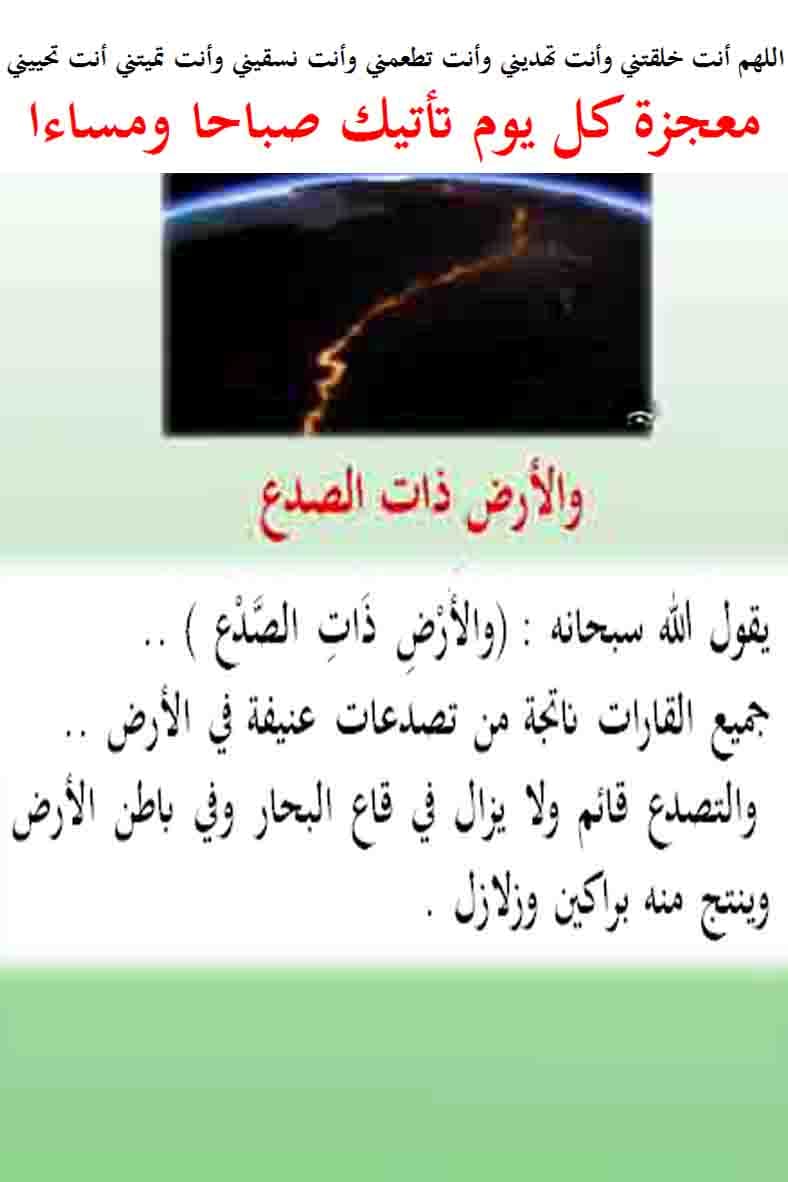 اللهم أنت خلقتني وأنت تهديني وأنت تطعمني وأنت نسقيني وأنت تميتني أنت تحييني
معجزة كل يوم تأتيك صباحا ومساءا
والأرض ذات الصدع
يقول الله سبحانه : (والأَرْضِ ذَاتِ الصَّدْع ) ..
جميع القارات ناتجة من تصدعات عنيفة في الأرض ..
والتصدع قائم ولا يزال في قاع البحار وفي باطن الأرض
وينتج منه براكين وزلازل .